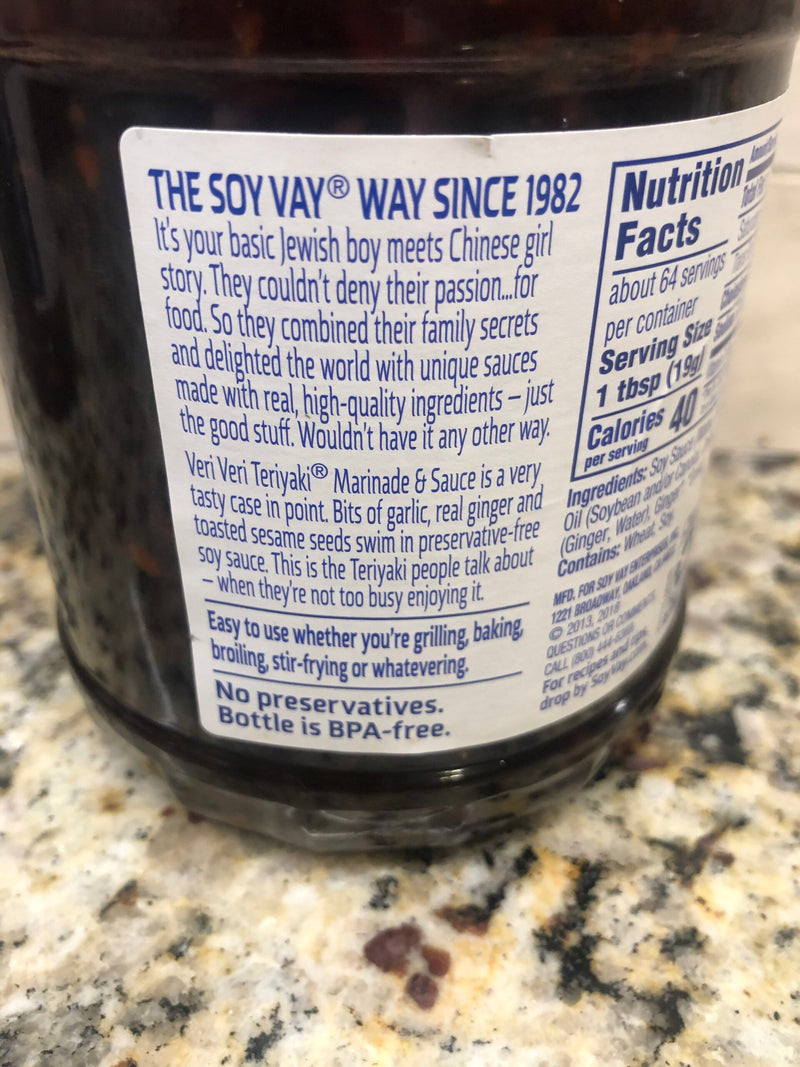 THE SOY VAY® WAY SINCE 1982
It's your basic Jewish boy meets Chinese girl
story. They couldn't deny their passion...for
food. So they combined their family secrets
and delighted the world with unique sauces
made with real, high-quality ingredients – just
the good stuff. Wouldn't have it any other way.
Veri Veri Teriyaki® Marinade & Sauce is a very
tasty case in point. Bits of garlic, real ginger and
toasted sesame seeds swim in preservative-free
soy sauce. This is the Teriyaki people talk about
– when they're not too busy enjoying it.
Easy to use whether you're grilling, baking,
broiling, stir-frying or whatevering.
No preservatives.
Bottle is BPA-free.
Nutrition
Facts
about 64 servings
per container
Serving Size
1 tbsp (19g)
Calories 40
per serving
Ingredients: Soy Sauce
Oil (Soybean and/or
(Ginger, Water), Ginger
Contains: Wheat, Soy
MFD. FOR SOY VAY ENTERPRISES,
1221 BROADWAY, OAKLAND, CA
© 2013, 2018
QUESTIONS OR COMMENTS,
CALL (800)
For recipes and
drop by SoyVay.com